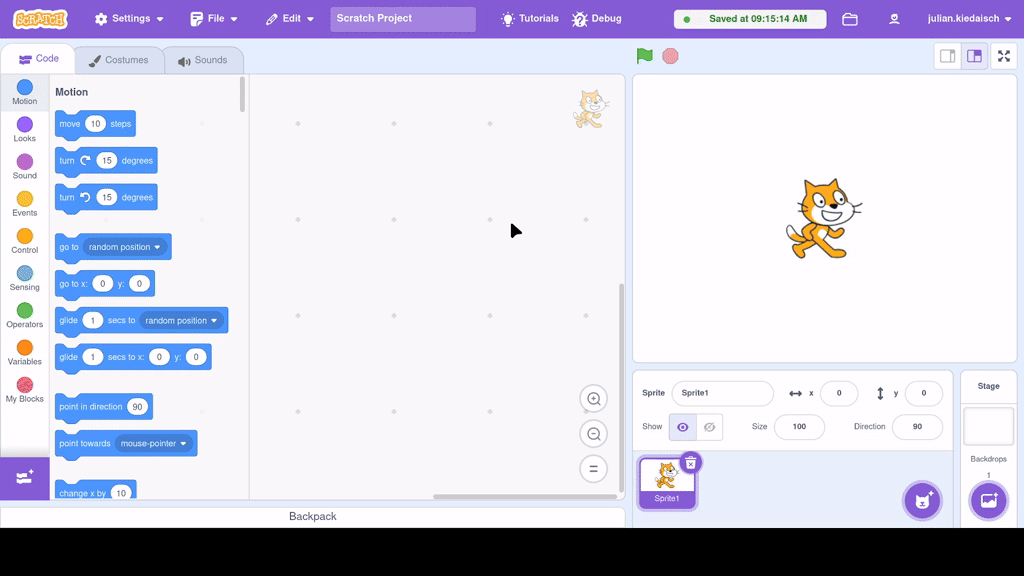 SCRATCH Settings File Edit Scratch Project Tutorials Debug Saved at 09:15:14 AM julian.kiedaisch
Code Costumes Sounds
Motion
Looks
Sound
Events
Control
Sensing
Operators
Variables
My Blocks
Motion
move 10 steps
turn 15 degrees
turn 15 degrees
go to random position
go to x: 0 y: 0
glide 1 secs to random position
glide 1 secs to x: 0 y: 0
point in direction 90
point towards mouse-pointer
change x by 10
Backpack
Sprite Sprite1 x 0 y 0
Show Size 100 Direction 90
Sprite1
Stage
Backdrops
1